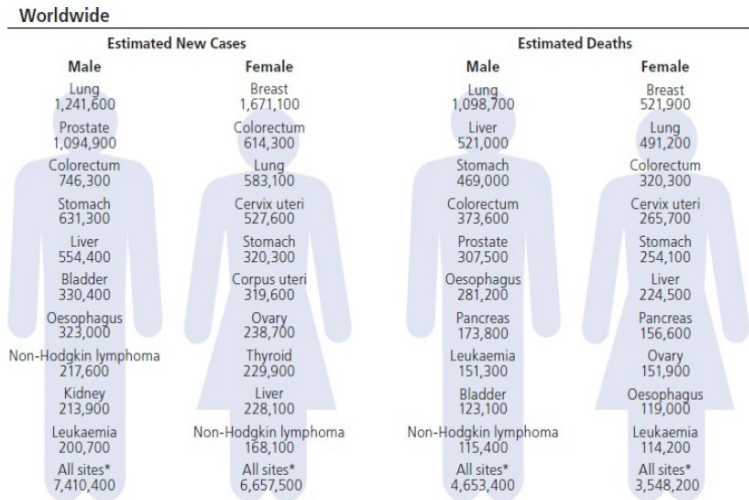 Worldwide
Estimated New Cases
Male
Lung
1,241,600
Prostate
1,094,900
Colorectum
746,300
Stomach
631,300
Liver
554,400
Bladder
330,400
Oesophagus
323,000
Non-Hodgkin lymphoma
217,600
Kidney
213,900
Leukaemia
200,700
All sites*
7,410,400
Female
Breast
1,671,100
Colorectum
614,300
Lung
583,100
Cervix uteri
527,600
Stomach
320,300
Corpus uteri
319,600
Ovary
238,700
Thyroid
229,900
Liver
228,100
Non-Hodgkin lymphoma
168,100
All sites*
6,657,500
Estimated Deaths
Male
Lung
1,098,700
Liver
521,000
Stomach
469,000
Colorectum
373,600
Prostate
307,500
Oesophagus
281,200
Pancreas
173,800
Leukaemia
151,300
Bladder
123,100
Non-Hodgkin lymphoma
115,400
All sites*
4,653,400
Female
Breast
521,900
Lung
491,200
Colorectum
320,300
Cervix uteri
265,700
Stomach
254,100
Liver
224,500
Pancreas
156,600
Ovary
151,900
Oesophagus
119,000
Leukaemia
114,200
All sites*
3,548,200